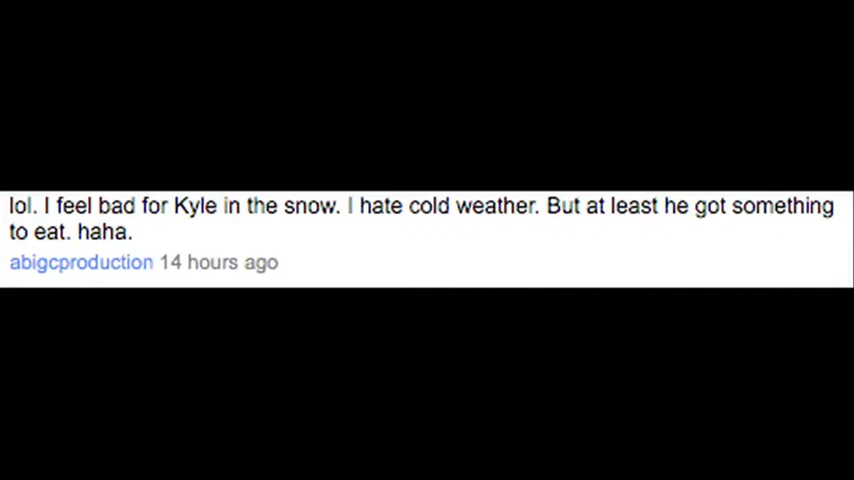 lol. I feel bad for Kyle in the snow. I hate cold weather. But at least he got something
to eat. haha.
abigcproduction 14 hours ago